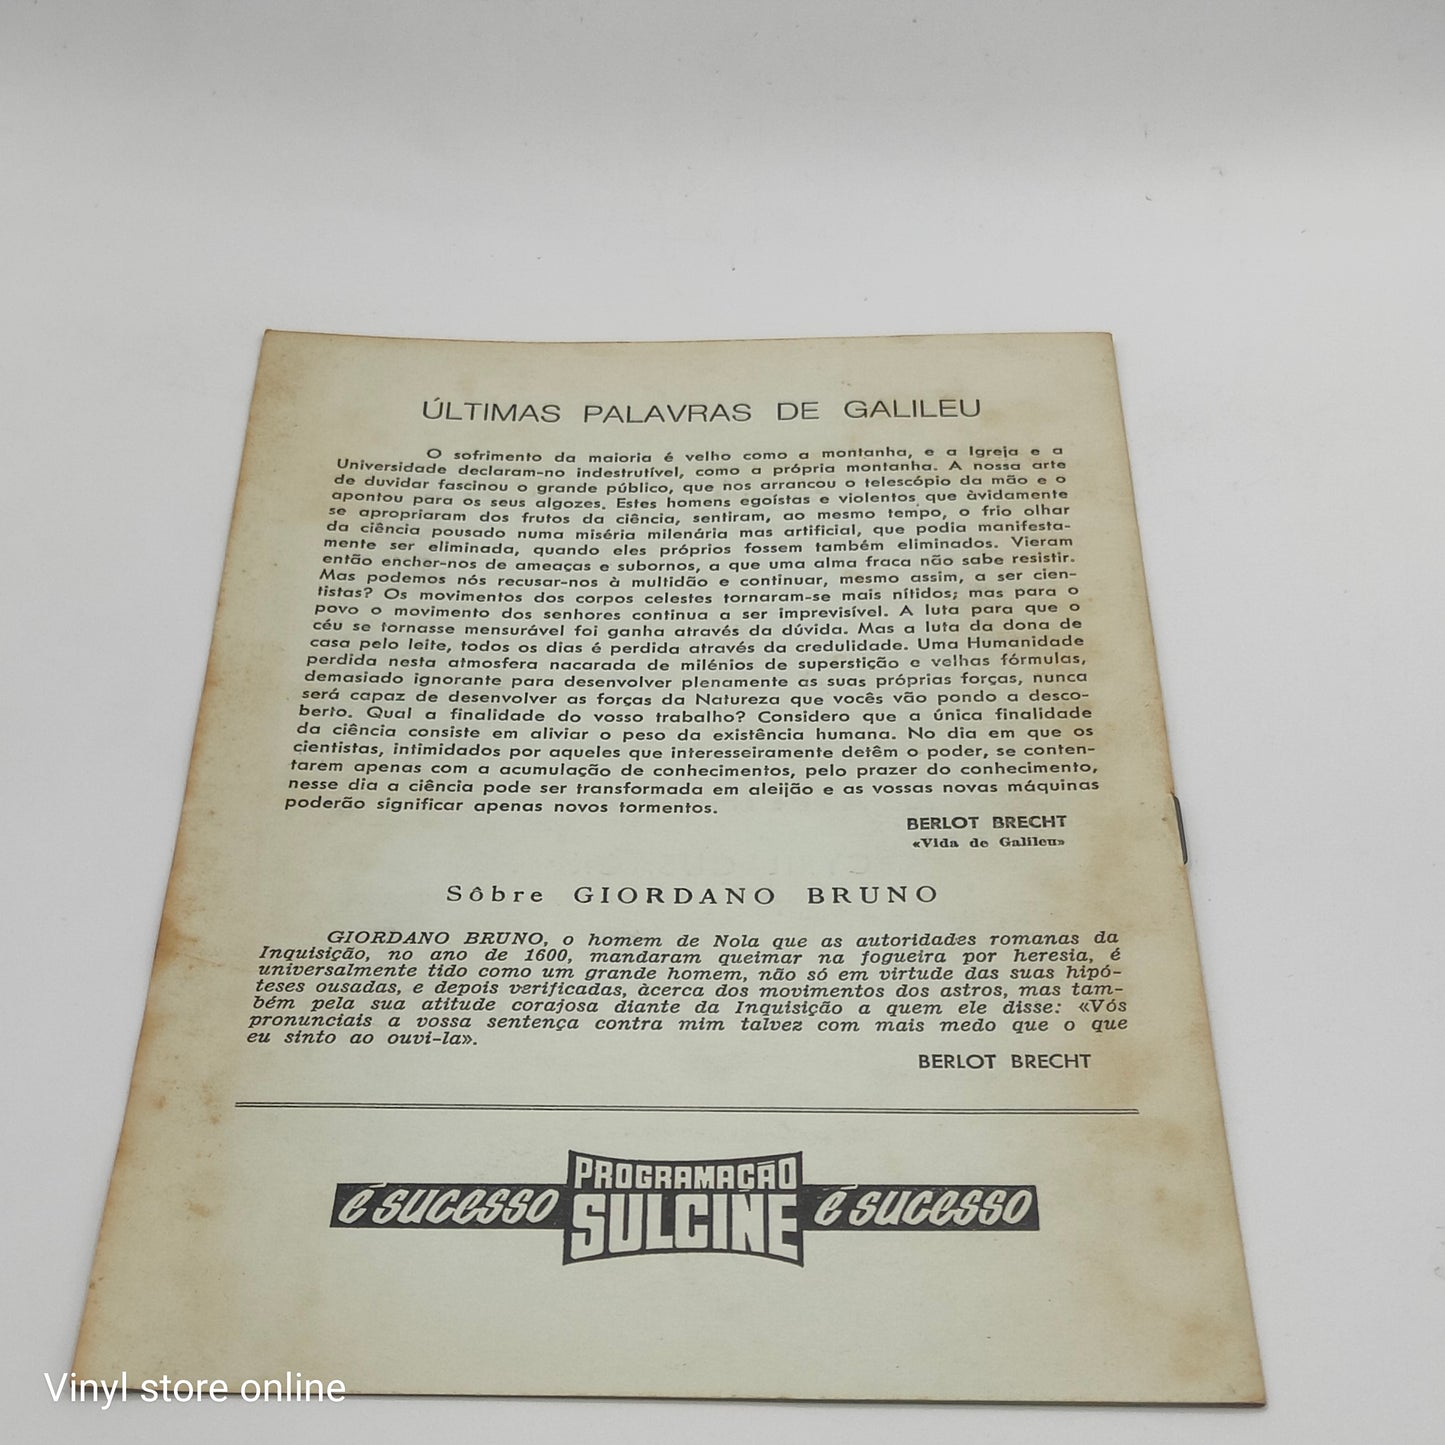 ÚLTIMAS PALAVRAS DE GALILEU
O sofrimento da maioria é velho como a montanha, e a Igreja e a
Universidade declaram-no indestrutível, como a própria montanha. A nossa arte
de duvidar fascinou o grande público, que nos arrancou o telescópio da mão e o
apontou para os seus algozes. Estes homens egoístas e violentos que àvidamente
se apropriaram dos frutos da ciência, sentiram, ao mesmo tempo, o frio olhar
da ciência pousado numa miséria milenária mas artificial, que podia manifesta-
mente ser eliminada, quando eles próprios fossem também eliminados. Vieram
então encher-nos de ameaças e subornos, a que uma alma fraca não sabe resistir.
Mas podemos nós recusar-nos à multidão e continuar, mesmo assim, a ser cien-
tistas? Os movimentos dos corpos celestes tornaram-se mais nítidos; mas para o
povo o movimento dos senhores continua a ser imprevisível. A luta para que o
céu se tornasse mensurável foi ganha através da dúvida. Mas a luta da dona de
casa pelo leite, todos os dias é perdida através da credulidade. Uma Humanidade
perdida nesta atmosfera nacarada de milénios de superstição e velhas fórmulas,
demasiado ignorante para desenvolver plenamente as suas próprias forças, nunca
será capaz de desenvolver as forças da Natureza que vocês vão pondo a desco-
berto. Qual a finalidade do vosso trabalho? Considero que a única finalidade
da ciência consiste em aliviar o peso da existência humana. No dia em que os
cientistas, intimidados por aqueles que interesseiramente detêm o poder, se conten-
tarem apenas com a acumulação de conhecimentos, pelo prazer do conhecimento,
nesse dia a ciência pode ser transformada em aleijão e as vossas novas máquinas
poderão significar apenas novos tormentos.
BERLOT BRECHT
«Vida de Galileu»
Sôbre GIORDANO BRUNO
GIORDANO BRUNO, o homem de Nola que as autoridades romanas da
Inquisição, no ano de 1600, mandaram queimar na fogueira por heresia, é
universalmente tido como um grande homem, não só em virtude das suas hipó-
teses ousadas, e depois verificadas, àcerca dos movimentos dos astros, mas tam-
bém pela sua atitude corajosa diante da Inquisição a quem ele disse: «Vós
pronunciais a vossa sentença contra mim talvez com mais medo que o que
eu sinto ao ouvi-la».
BERLOT BRECHT
é sucesso PROGRAMAÇÃO SULCINE é sucesso
Vinyl store online